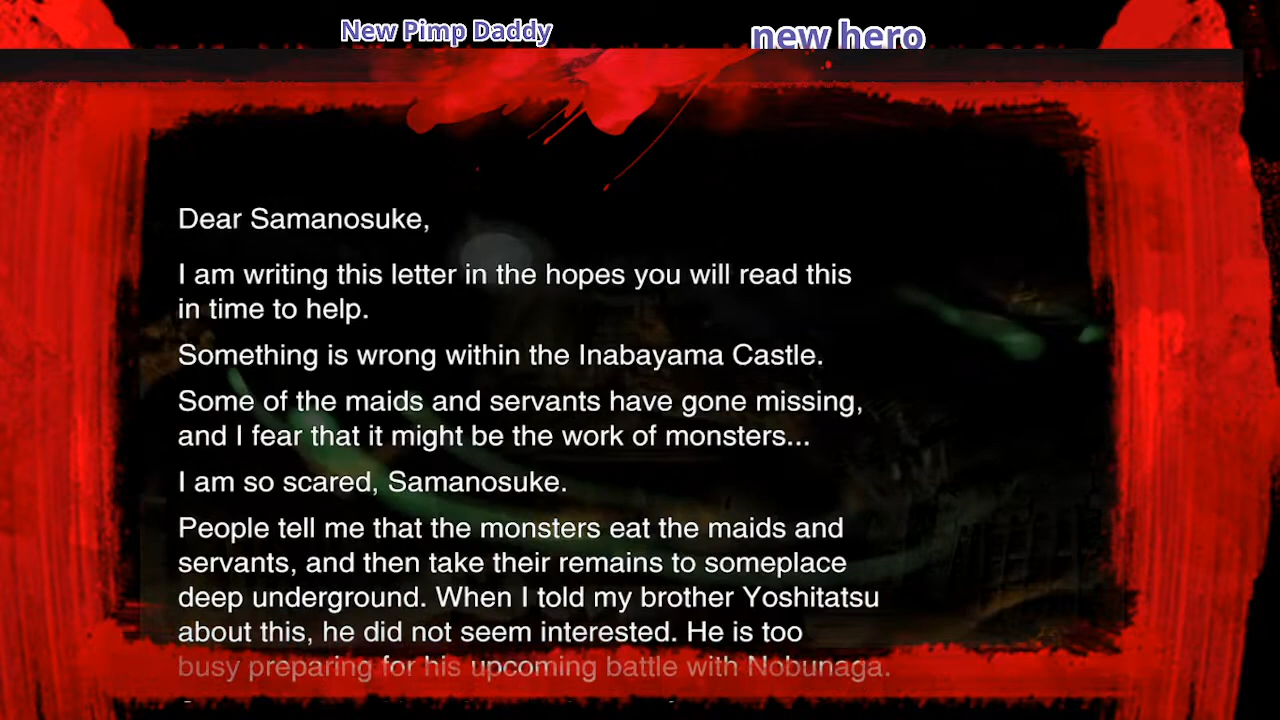 New Pimp Daddy
new hero
Dear Samanosuke,
I am writing this letter in the hopes you will read this
in time to help.
Something is wrong within the Inabayama Castle.
Some of the maids and servants have gone missing,
and I fear that it might be the work of monsters...
I am so scared, Samanosuke.
People tell me that the monsters eat the maids and
servants, and then take their remains to someplace
deep underground. When I told my brother Yoshitatsu
about this, he did not seem interested. He is too
busy preparing for his upcoming battle with Nobunaga.